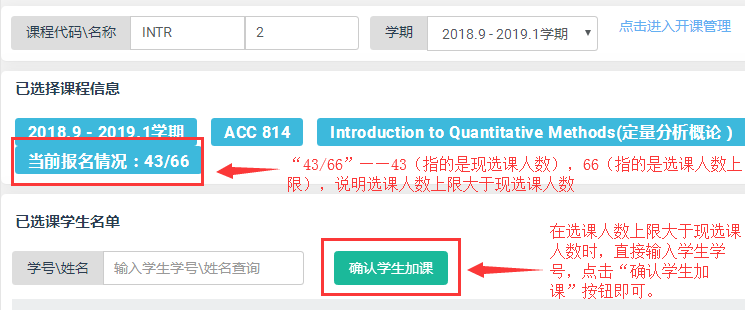 课程代码\名称 INTR 2 学期 2018.9 - 2019.1学期 点击进入开课管理
已选择课程信息
2018.9 - 2019.1学期 ACC 814 Introduction to Quantitative Methods(定量分析概论)
当前报名情况：43/66
“43/66”——43（指的是现选课人数），66（指的是选课人数上
限），说明选课人数上限大于现选课人数
已选课学生名单
学号\姓名 输入学生学号\姓名查询 确认学生加课
在选课人数上限大于现选课
人数时，直接输入学生学
号，点击“确认学生加
课”按钮即可。